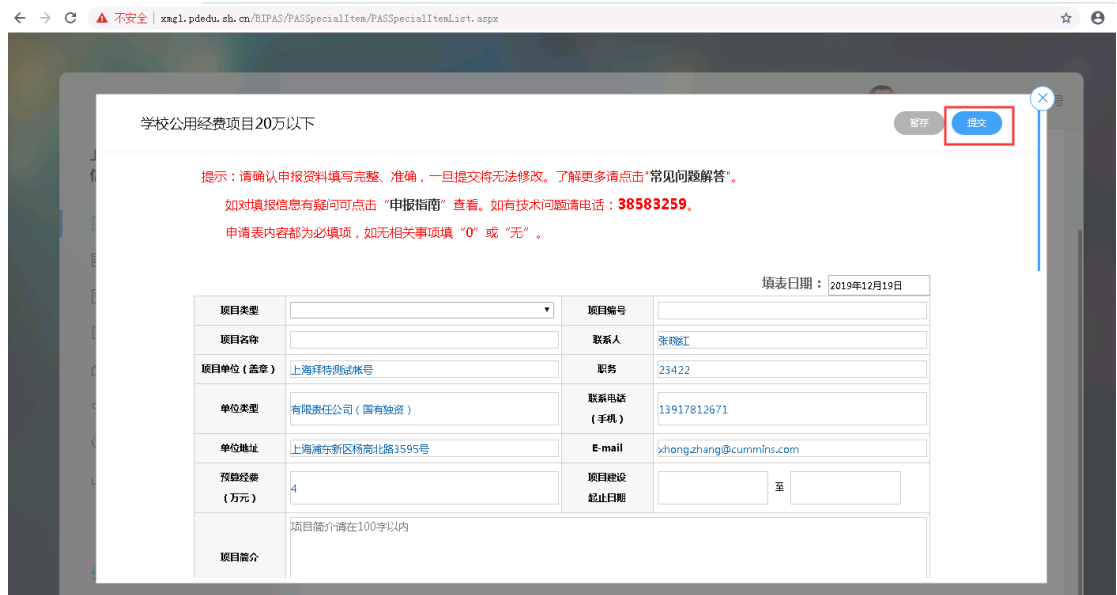 不安全 | xmgl.pdedu.sh.cn/BIPAS/PASSpecialItem/PASSpecialItemList.aspx
学校公用经费项目20万以下
暂存
提交
提示：请确认申报资料填写完整、准确，一旦提交将无法修改。了解更多请点击"常见问题解答"。
如对填报信息有疑问可点击“申报指南”查看。如有技术问题请电话：38583259。
申请表内容都为必填项，如无相关事项填“0”或“无”。
填表日期： 2019年12月19日
项目类型 项目编号
项目名称 联系人 张晓红
项目单位（盖章） 上海拜特测试帐号 职务 23422
单位类型 有限责任公司（国有独资） 联系电话（手机） 13917812671
单位地址 上海浦东新区杨高北路3595号 E-mail xhong.zhang@cummins.com
预算经费（万元） 4 项目建设起止日期 至
项目简介 项目简介请在100字以内